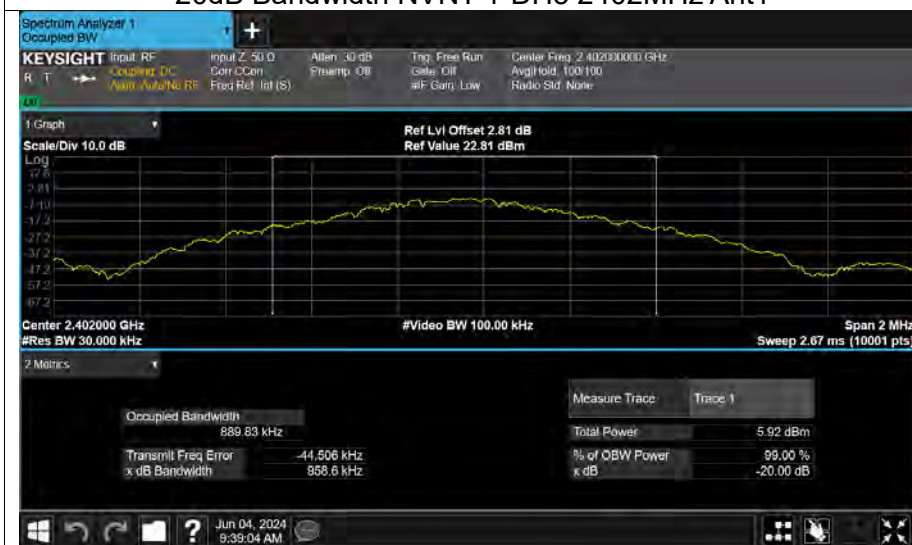 20dB Bandwidth NVNT 1-DH5 2402MHz Ant1
Spectrum Analyzer 1
Occupied BW
KEYSIGHT Input: RF Input Z: 50 Ω Atten: 30 dB Trig: Free Run Center Freq: 2.402000000 GHz
R T Coupling: DC Corr CCorr Preamp: Off Gate: Off Avg|Hold: 100/100
Align: Auto/No RF Freq Ref: Int (S) #IF Gain: Low Radio Std: None
1 Graph
Scale/Div 10.0 dB
Ref Lvl Offset 2.81 dB
Ref Value 22.81 dBm
Log
2.81
-17.2
-27.2
-37.2
-47.2
-57.2
-67.2
Center 2.402000 GHz #Video BW 100.00 kHz Span 2 MHz
#Res BW 30.000 kHz Sweep 2.67 ms (10001 pts)
2 Metrics
Measure Trace Trace 1
Occupied Bandwidth
889.83 kHz Total Power 5.92 dBm
Transmit Freq Error -44.506 kHz % of OBW Power 99.00 %
x dB Bandwidth 958.6 kHz x dB -20.00 dB
Jun 04, 2024
9:39:04 AM